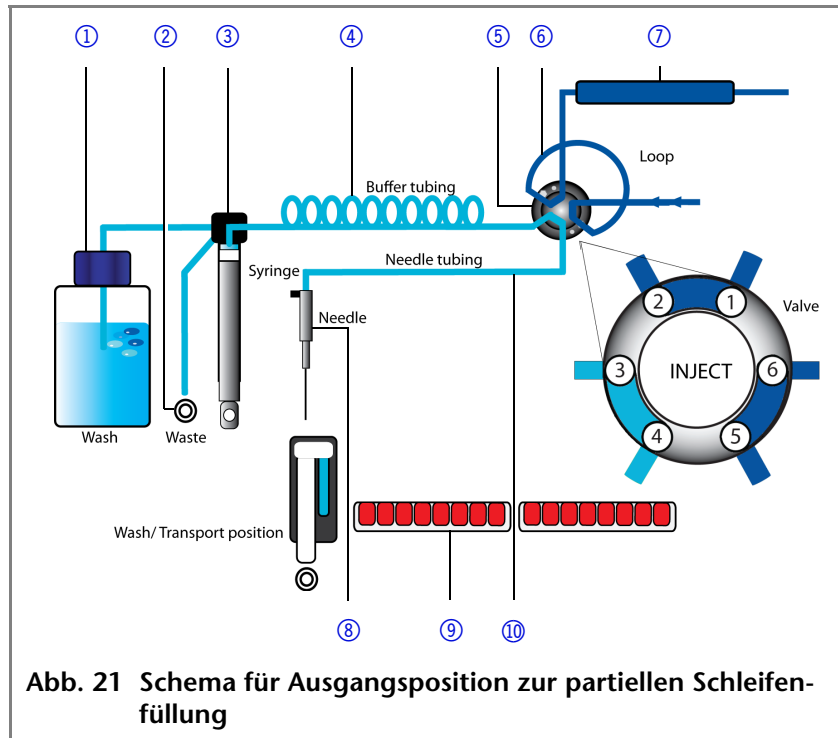 ① ② ③ ④ ⑤ ⑥ ⑦
Loop
Buffer tubing
Needle tubing
Syringe
Needle
Valve
2 1
3 INJECT 6
4 5
Wash
Waste
Wash/ Transport position
⑧ ⑨ ⑩
Abb. 21 Schema für Ausgangsposition zur partiellen Schleifen-
füllung